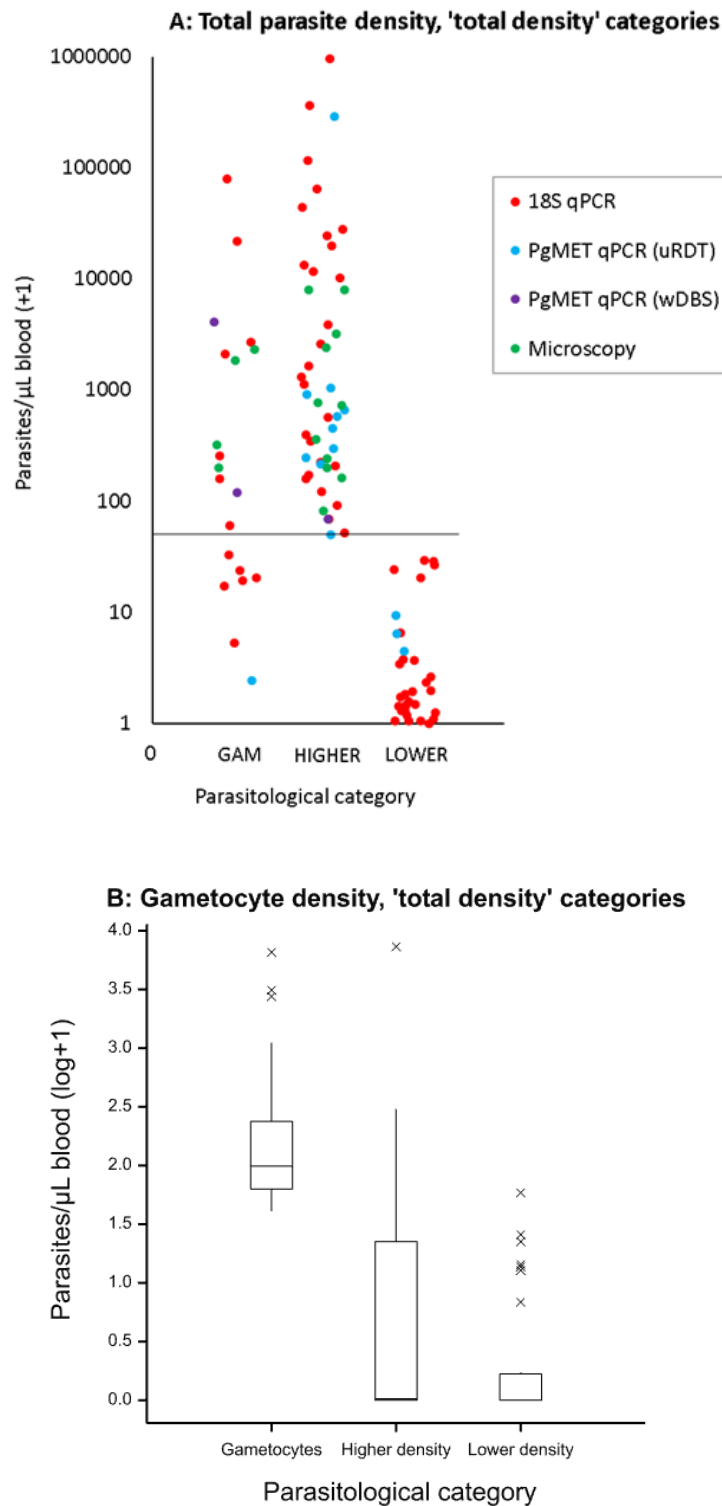 A: Total parasite density, 'total density' categories
1000000
100000
10000
1000
100
10
1
0
Parasites/µL blood (+1)
GAM
HIGHER
LOWER
Parasitological category
18S qPCR
PgMET qPCR (uRDT)
PgMET qPCR (wDBS)
Microscopy
B: Gametocyte density, 'total density' categories
4.0
3.5
3.0
2.5
2.0
1.5
1.0
0.5
0.0
Parasites/µL blood (log+1)
Gametocytes
Higher density
Lower density
Parasitological category